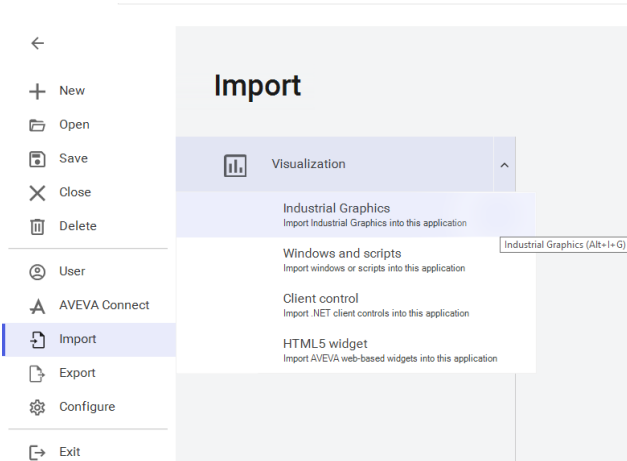 New
Open
Save
Close
Delete
User
AVEVA Connect
Import
Export
Configure
Exit
Import
Visualization
Industrial Graphics
Import Industrial Graphics into this application
Industrial Graphics (Alt+I+G)
Windows and scripts
Import windows or scripts into this application
Client control
Import .NET client controls into this application
HTML5 widget
Import AVEVA web-based widgets into this application